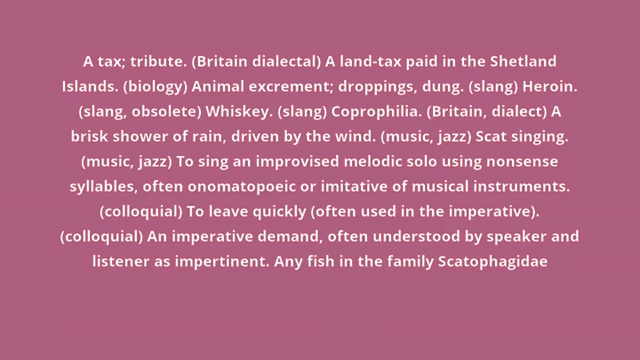 A tax; tribute. (Britain dialectal) A land-tax paid in the Shetland
Islands. (biology) Animal excrement; droppings, dung. (slang) Heroin.
(slang, obsolete) Whiskey. (slang) Coprophilia. (Britain, dialect) A
brisk shower of rain, driven by the wind. (music, jazz) Scat singing.
(music, jazz) To sing an improvised melodic solo using nonsense
syllables, often onomatopoeic or imitative of musical instruments.
(colloquial) To leave quickly (often used in the imperative).
(colloquial) An imperative demand, often understood by speaker and
listener as impertinent. Any fish in the family Scatophagidae